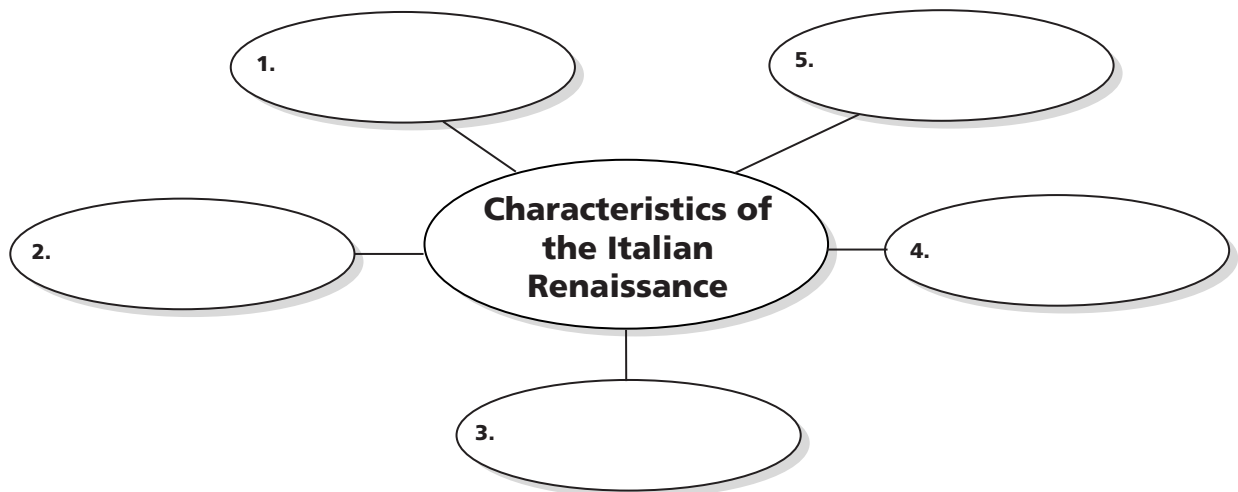 1.
5.
Characteristics of
the Italian
Renaissance
2.
4.
3.